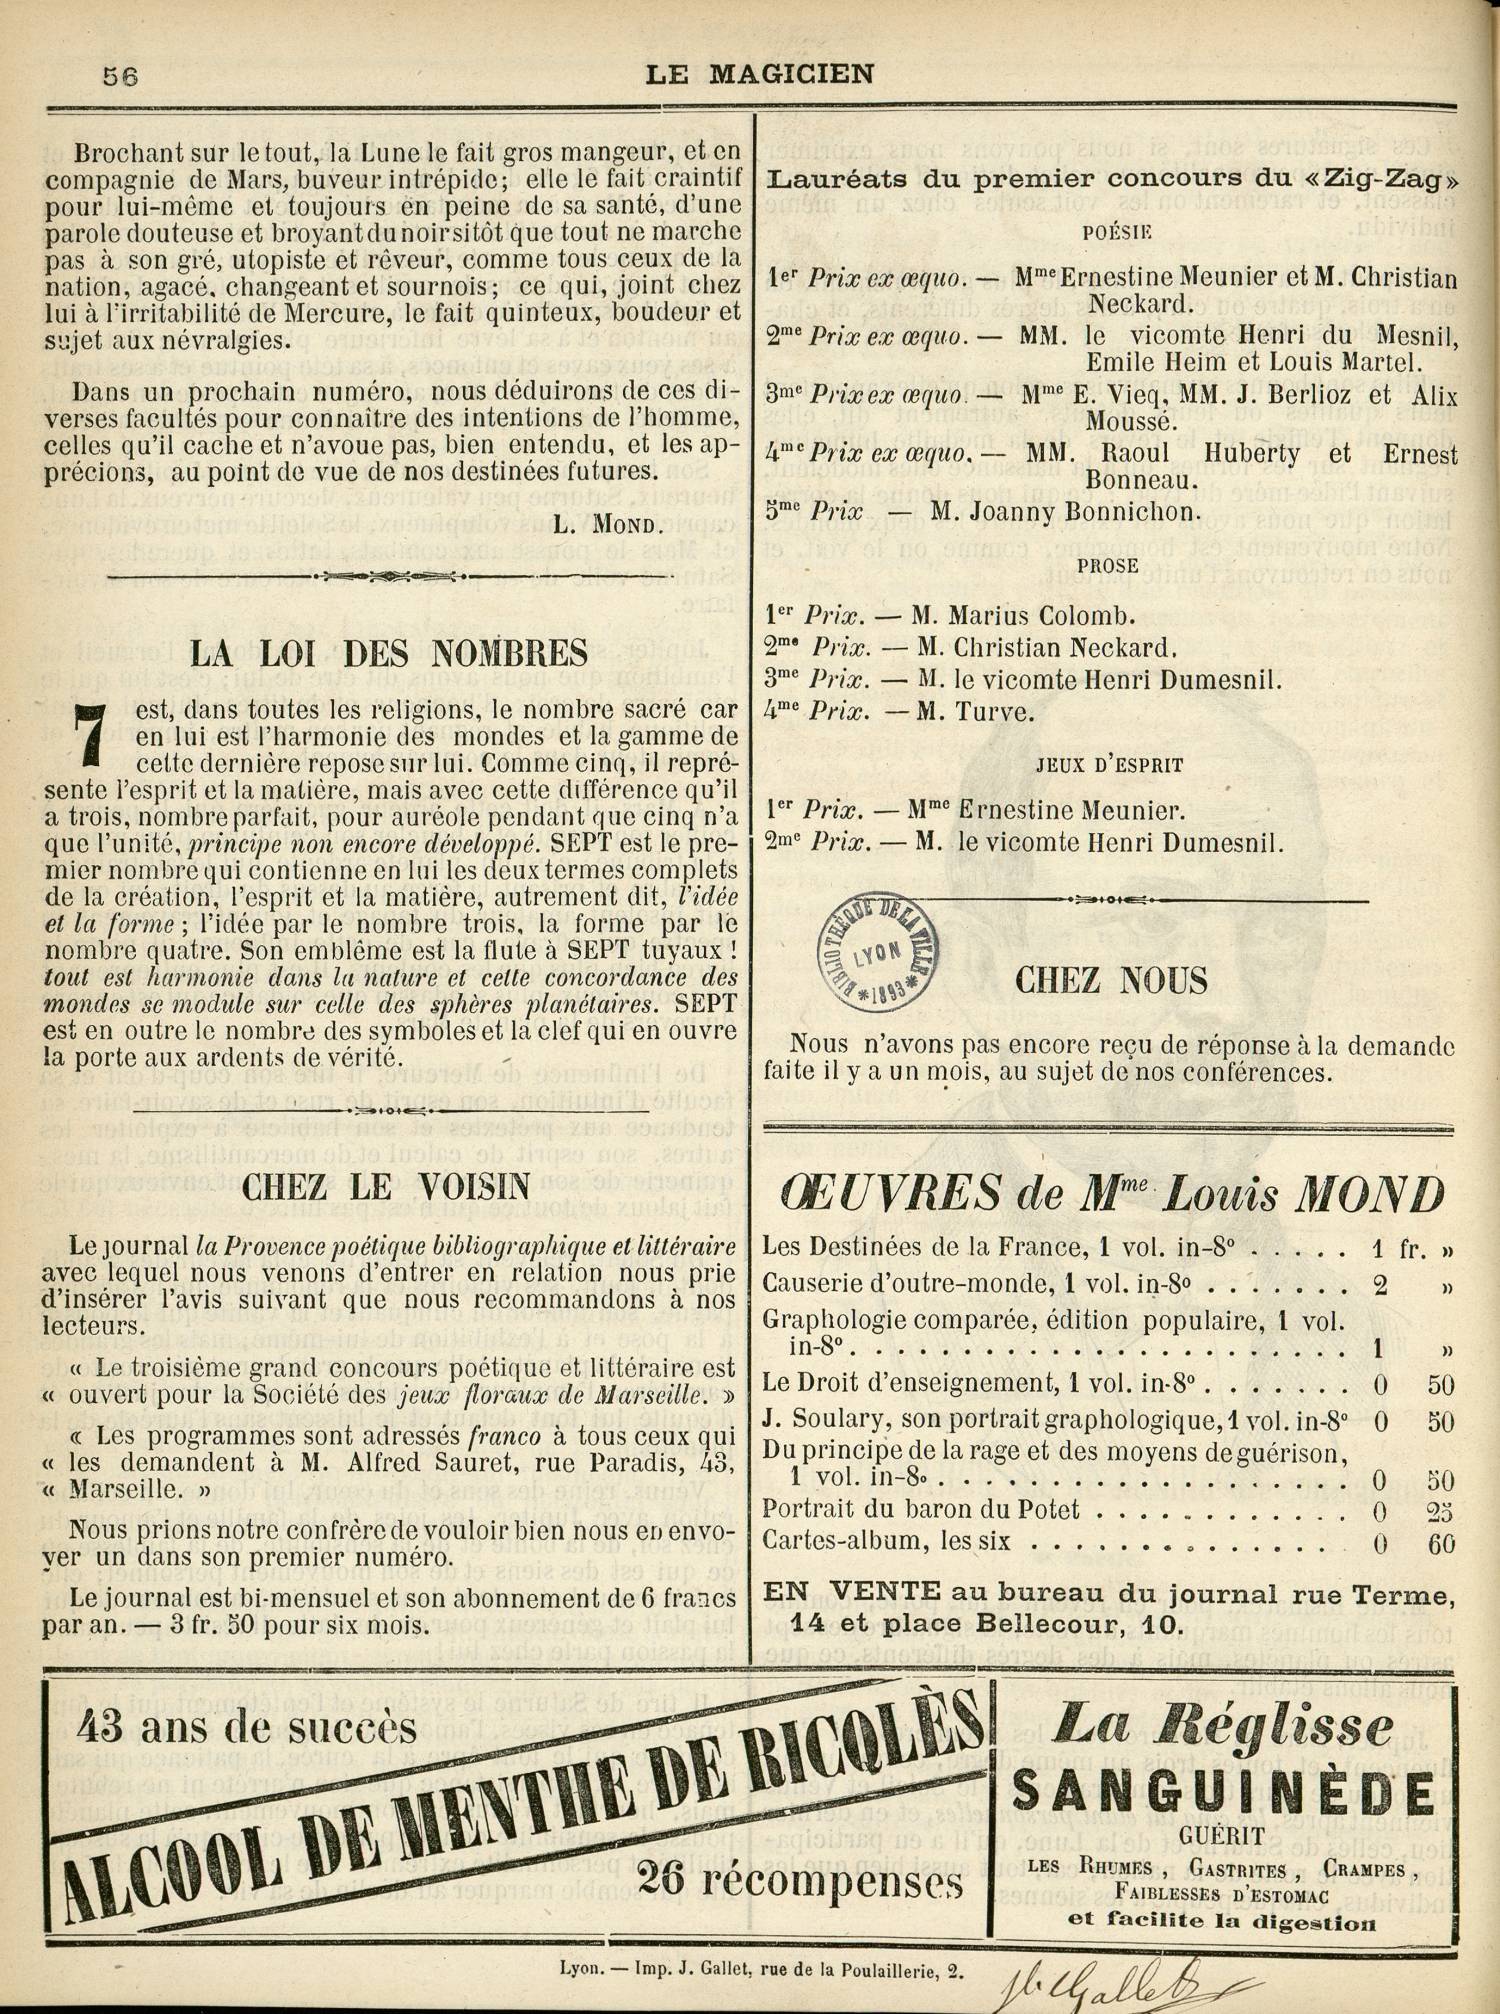 56
LE MAGICIEN
Brochant sur le tout, la Lune le fait gros mangeur, et en
compagnie de Mars, buveur intrépide; elle le fait craintif
pour lui-même et toujours en peine de sa santé, d'une
parole douteuse et broyant du noir sitôt que tout ne marche
pas à son gré, utopiste et rêveur, comme tous ceux de la
nation, agacé, changeant et sournois; ce qui, joint chez
lui à l'irritabilité de Mercure, le fait quinteux, boudeur et
sujet aux névralgies.
Dans un prochain numéro, nous déduirons de ces di-
verses facultés pour connaître des intentions de l'homme,
celles qu'il cache et n'avoue pas, bien entendu, et les ap-
précions, au point de vue de nos destinées futures.
L. MOND.
LA LOI DES NOMBRES
7 est, dans toutes les religions, le nombre sacré car
en lui est l'harmonie des mondes et la gamme de
cette dernière repose sur lui. Comme cinq, il repré-
sente l'esprit et la matière, mais avec cette différence qu'il
a trois, nombre parfait, pour auréole pendant que cinq n'a
que l'unité, principe non encore développé. SEPT est le pre-
mier nombre qui contienne en lui les deux termes complets
de la création, l'esprit et la matière, autrement dit, l'idée
et la forme; l'idée par le nombre trois, la forme par le
nombre quatre. Son emblême est la flute à SEPT tuyaux !
tout est harmonie dans la nature et cette concordance des
mondes se module sur celle des sphères planétaires. SEPT
est en outre le nombre des symboles et la clef qui en ouvre
la porte aux ardents de vérité.
CHEZ LE VOISIN
Le journal la Provence poétique bibliographique et littéraire
avec lequel nous venons d'entrer en relation nous prie
d'insérer l'avis suivant que nous recommandons à nos
lecteurs.
« Le troisième grand concours poétique et littéraire est
« ouvert pour la Société des jeux floraux de Marseille. »
« Les programmes sont adressés franco à tous ceux qui
« les demandent à M. Alfred Sauret, rue Paradis, 43,
« Marseille. »
Nous prions notre confrère de vouloir bien nous en envo-
yer un dans son premier numéro.
Le journal est bi-mensuel et son abonnement de 6 francs
par an. — 3 fr. 50 pour six mois.
Lauréats du premier concours du «Zig-Zag»
POÉSIE
1er Prix ex æquo. — Mme Ernestine Meunier et M. Christian
Neckard.
2me Prix ex æquo. — MM. le vicomte Henri du Mesnil,
Emile Heim et Louis Martel.
3me Prix ex æquo. — Mme E. Vieq, MM. J. Berlioz et Alix
Moussé.
4me Prix ex æquo. — MM. Raoul Huberty et Ernest
Bonneau.
5me Prix — M. Joanny Bonnichon.
PROSE
1er Prix. — M. Marius Colomb.
2me Prix. — M. Christian Neckard.
3me Prix. — M. le vicomte Henri Dumesnil.
4me Prix. — M. Turve.
JEUX D'ESPRIT
1er Prix. — Mme Ernestine Meunier.
2me Prix. — M. le vicomte Henri Dumesnil.
BIBLIOTHÈQUE DE LA VILLE
LYON
*1893*
CHEZ NOUS
Nous n'avons pas encore reçu de réponse à la demande
faite il y a un mois, au sujet de nos conférences.
ŒUVRES de Mme Louis MOND
Les Destinées de la France, 1 vol. in-8o . . . . . 1 fr. »
Causerie d'outre-monde, 1 vol. in-8o . . . . . . . 2 »
Graphologie comparée, édition populaire, 1 vol.
in-8o. . . . . . . . . . . . . . . . . . . . . . . 1 »
Le Droit d'enseignement, 1 vol. in-8o . . . . . . . 0 50
J. Soulary, son portrait graphologique, 1 vol. in-8o 0 50
Du principe de la rage et des moyens de guérison,
1 vol. in-8o . . . . . . . . . . . . . . . . . . . 0 50
Portrait du baron du Potet . . . . . . . . . . . . 0 25
Cartes-album, les six . . . . . . . . . . . . . . 0 60
EN VENTE au bureau du journal rue Terme,
14 et place Bellecour, 10.
43 ans de succès
ALCOOL DE MENTHE DE RICQLÈS
26 récompenses
La Réglisse
SANGUINÈDE
GUÉRIT
LES RHUMES, GASTRITES, CRAMPES,
FAIBLESSES D'ESTOMAC
et facilite la digestion
Lyon. — Imp. J. Gallet, rue de la Poulaillerie, 2.
Gallet